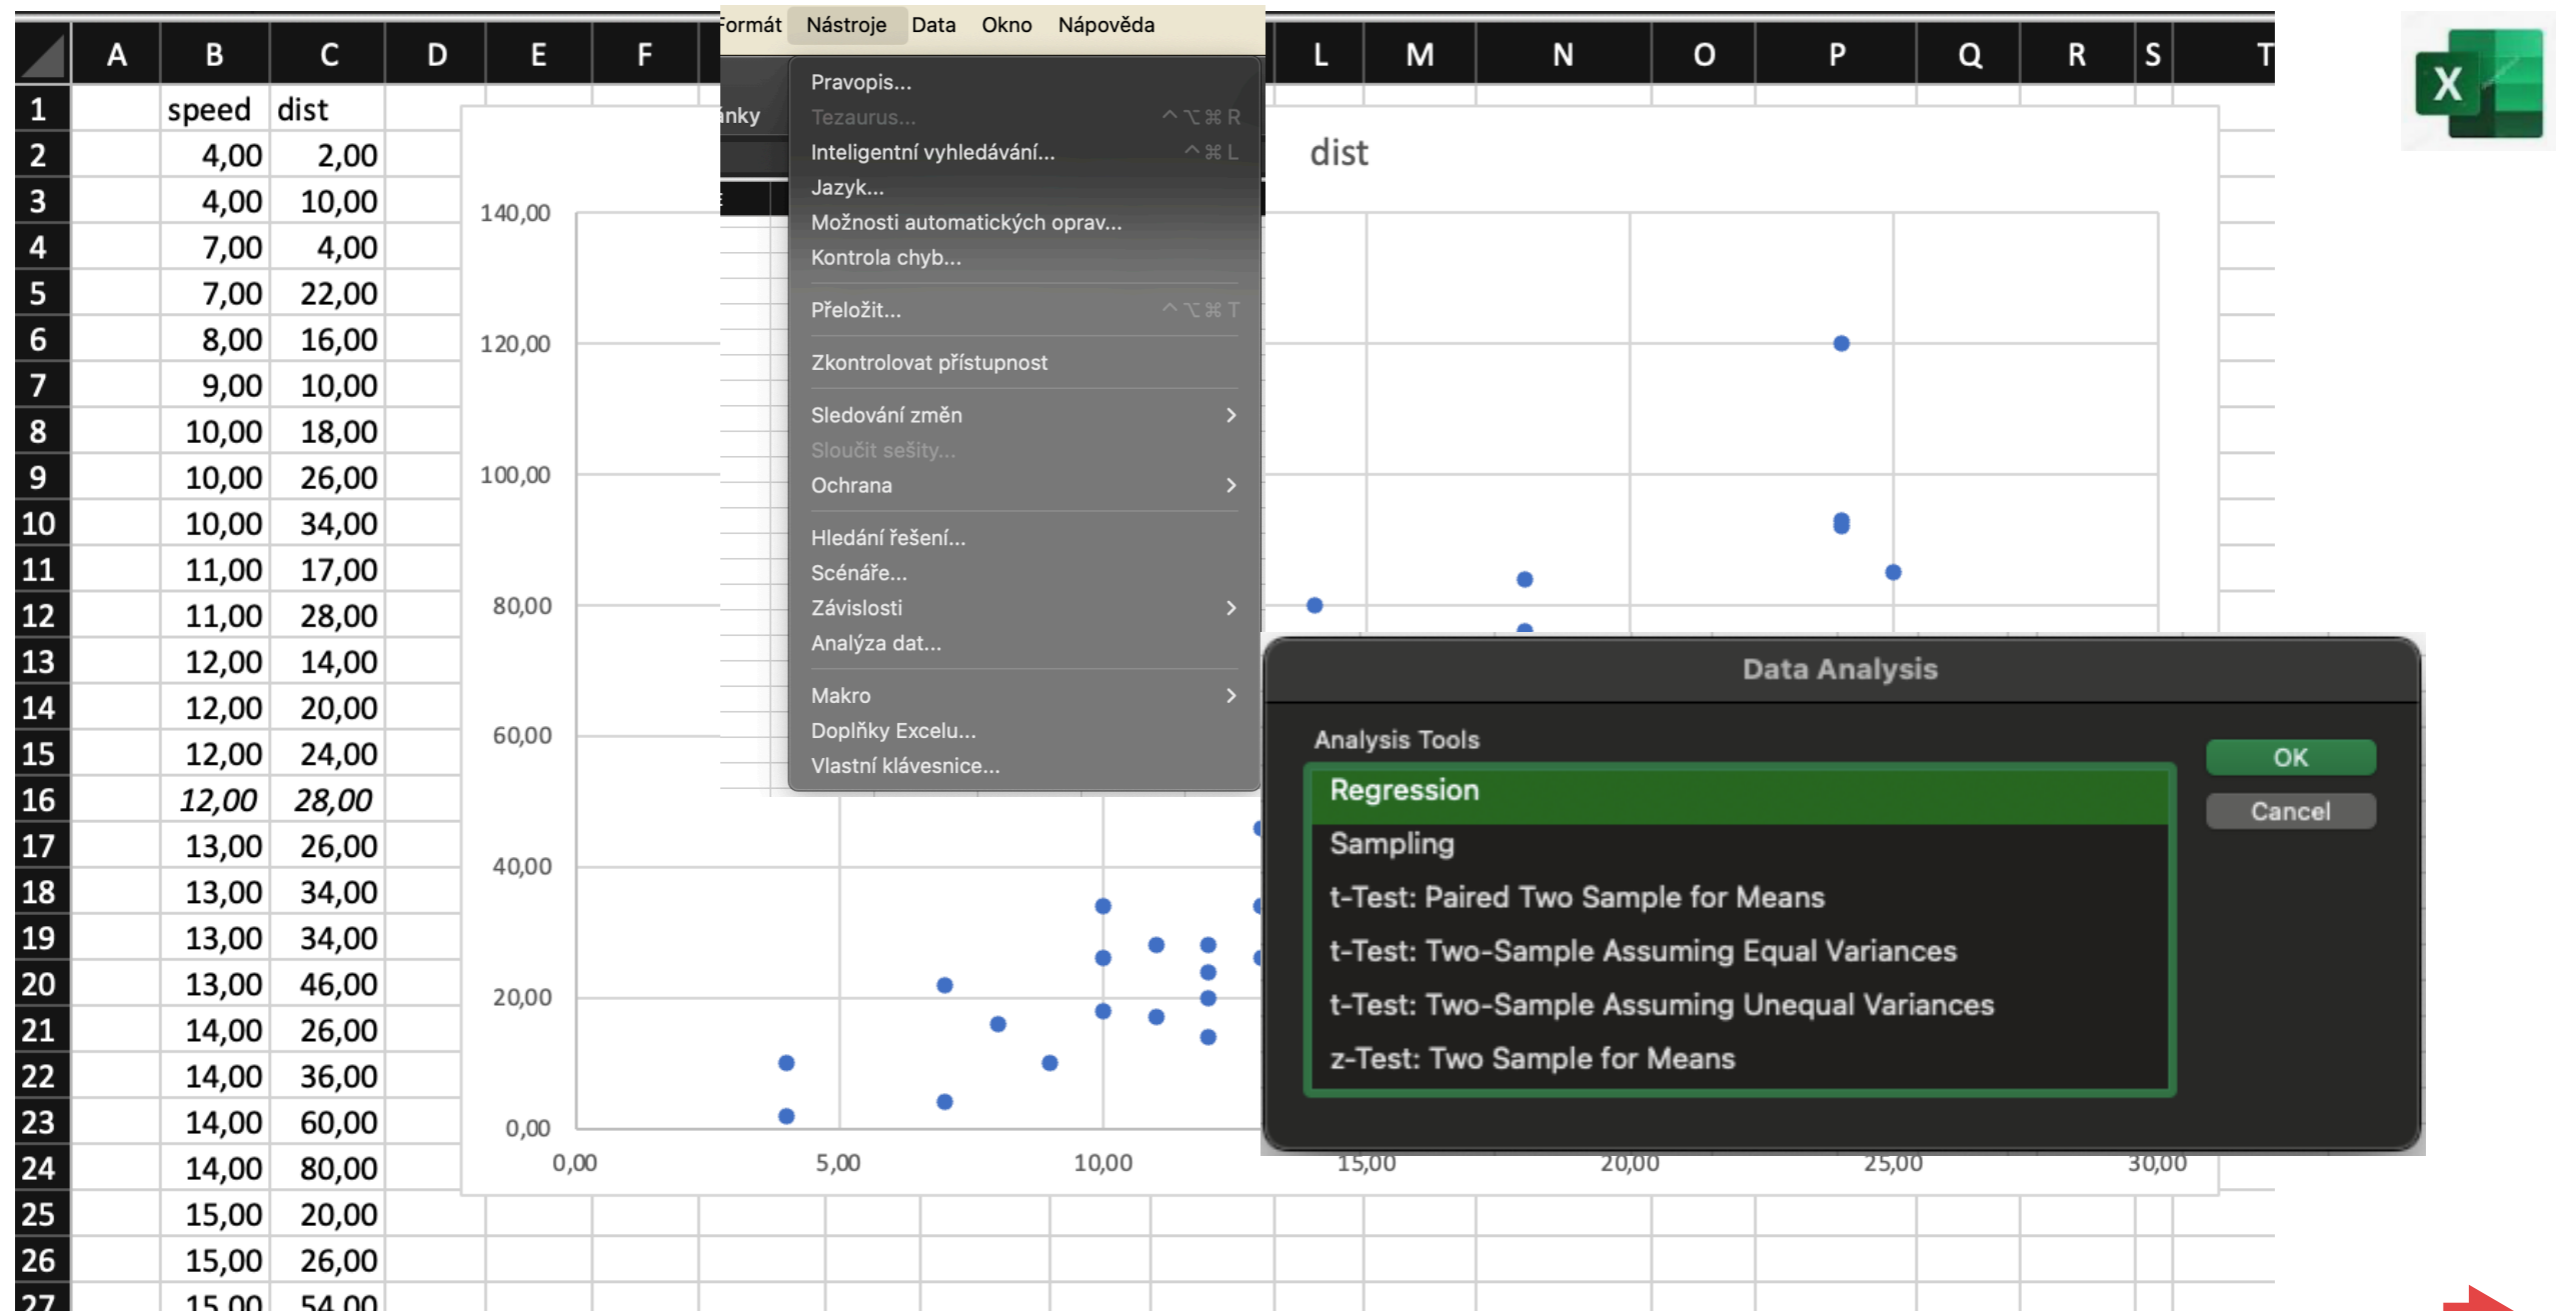 Formát Nástroje Data Okno Nápověda
A B C D E F L M N O P Q R S T
1 speed dist
2 4,00 2,00
3 4,00 10,00
4 7,00 4,00
5 7,00 22,00
6 8,00 16,00
7 9,00 10,00
8 10,00 18,00
9 10,00 26,00
10 10,00 34,00
11 11,00 17,00
12 11,00 28,00
13 12,00 14,00
14 12,00 20,00
15 12,00 24,00
16 12,00 28,00
17 13,00 26,00
18 13,00 34,00
19 13,00 34,00
20 13,00 46,00
21 14,00 26,00
22 14,00 36,00
23 14,00 60,00
24 14,00 80,00
25 15,00 20,00
26 15,00 26,00
27 15,00 54,00
dist
140,00
120,00
100,00
80,00
60,00
40,00
20,00
0,00
0,00 5,00 10,00 15,00 20,00 25,00 30,00
ánky
Pravopis...
Tezaurus... ^⌥⌘R
Inteligentní vyhledávání... ^⌘L
Jazyk...
Možnosti automatických oprav...
Kontrola chyb...
Přeložit... ^⌥⌘T
Zkontrolovat přístupnost
Sledování změn >
Sloučit sešity...
Ochrana >
Hledání řešení...
Scénáře...
Závislosti >
Analýza dat...
Makro >
Doplňky Excelu...
Vlastní klávesnice...
Data Analysis
Analysis Tools
Regression
Sampling
t-Test: Paired Two Sample for Means
t-Test: Two-Sample Assuming Equal Variances
t-Test: Two-Sample Assuming Unequal Variances
z-Test: Two Sample for Means
OK
Cancel
X